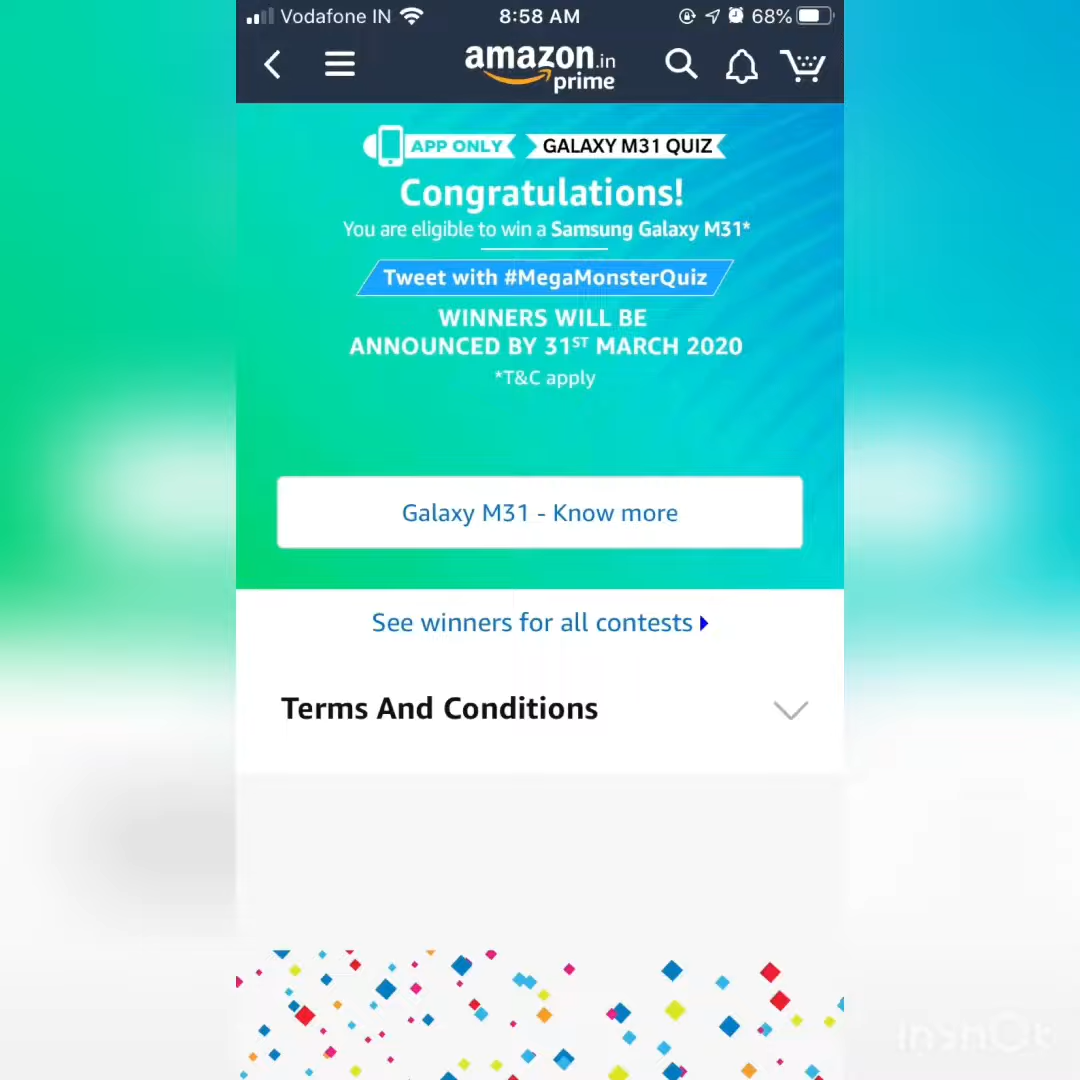 Vodafone IN 8:58 AM 68%
amazon.in
prime
APP ONLY GALAXY M31 QUIZ
Congratulations!
You are eligible to win a Samsung Galaxy M31*
Tweet with #MegaMonsterQuiz
WINNERS WILL BE
ANNOUNCED BY 31ST MARCH 2020
*T&C apply
Galaxy M31 - Know more
See winners for all contests
Terms And Conditions